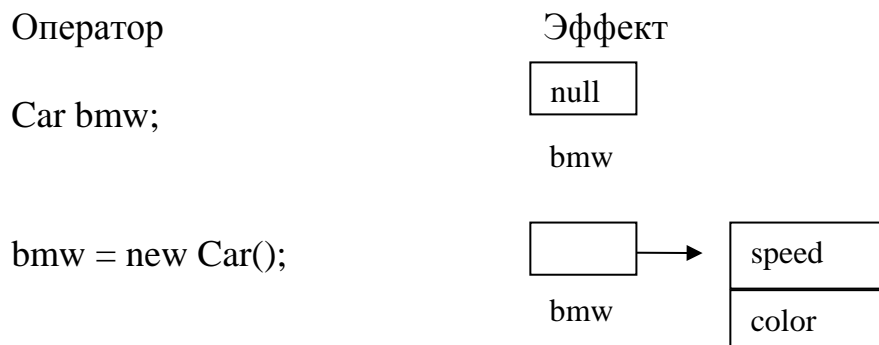 Оператор Эффект
Car bmw; null
bmw
bmw = new Car(); speed
bmw color